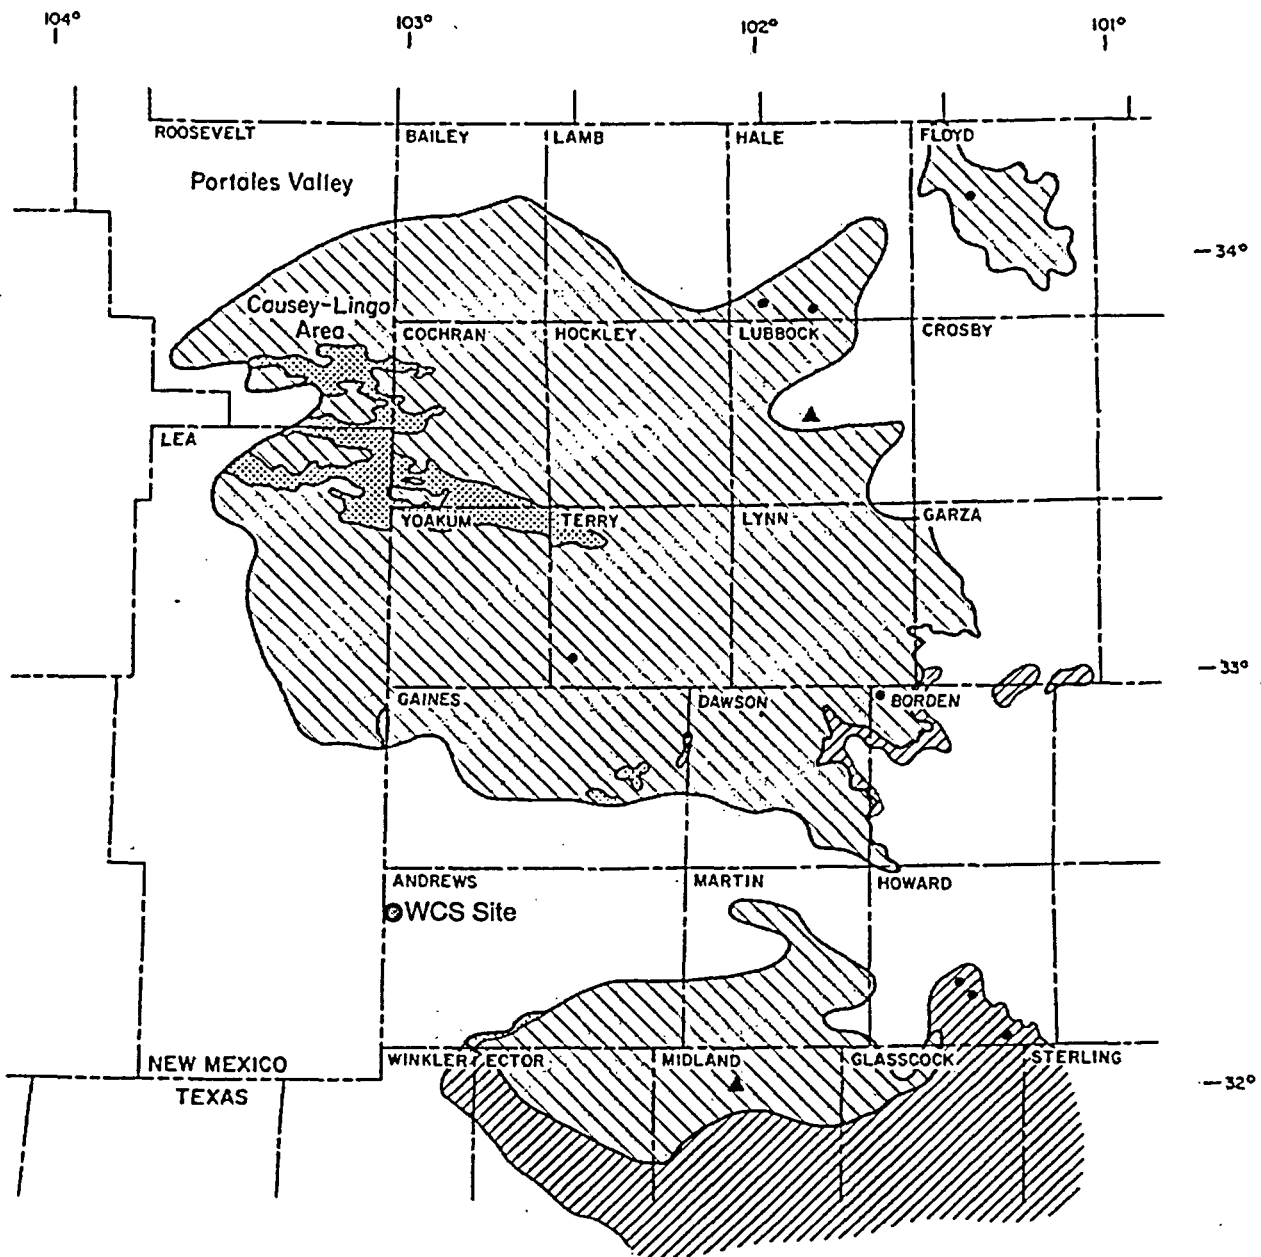 104° 103° 102° 101°
ROOSEVELT BAILEY LAMB HALE FLOYD
Portales Valley
—34°
Causey-Lingo
Area
COCHRAN HOCKLEY LUBBOCK CROSBY
LEA
YOAKUM TERRY LYNN GARZA
—33°
GAINES DAWSON BORDEN
ANDREWS MARTIN HOWARD
WCS Site
WINKLER ECTOR MIDLAND GLASSCOCK STERLING
NEW MEXICO
TEXAS
—32°